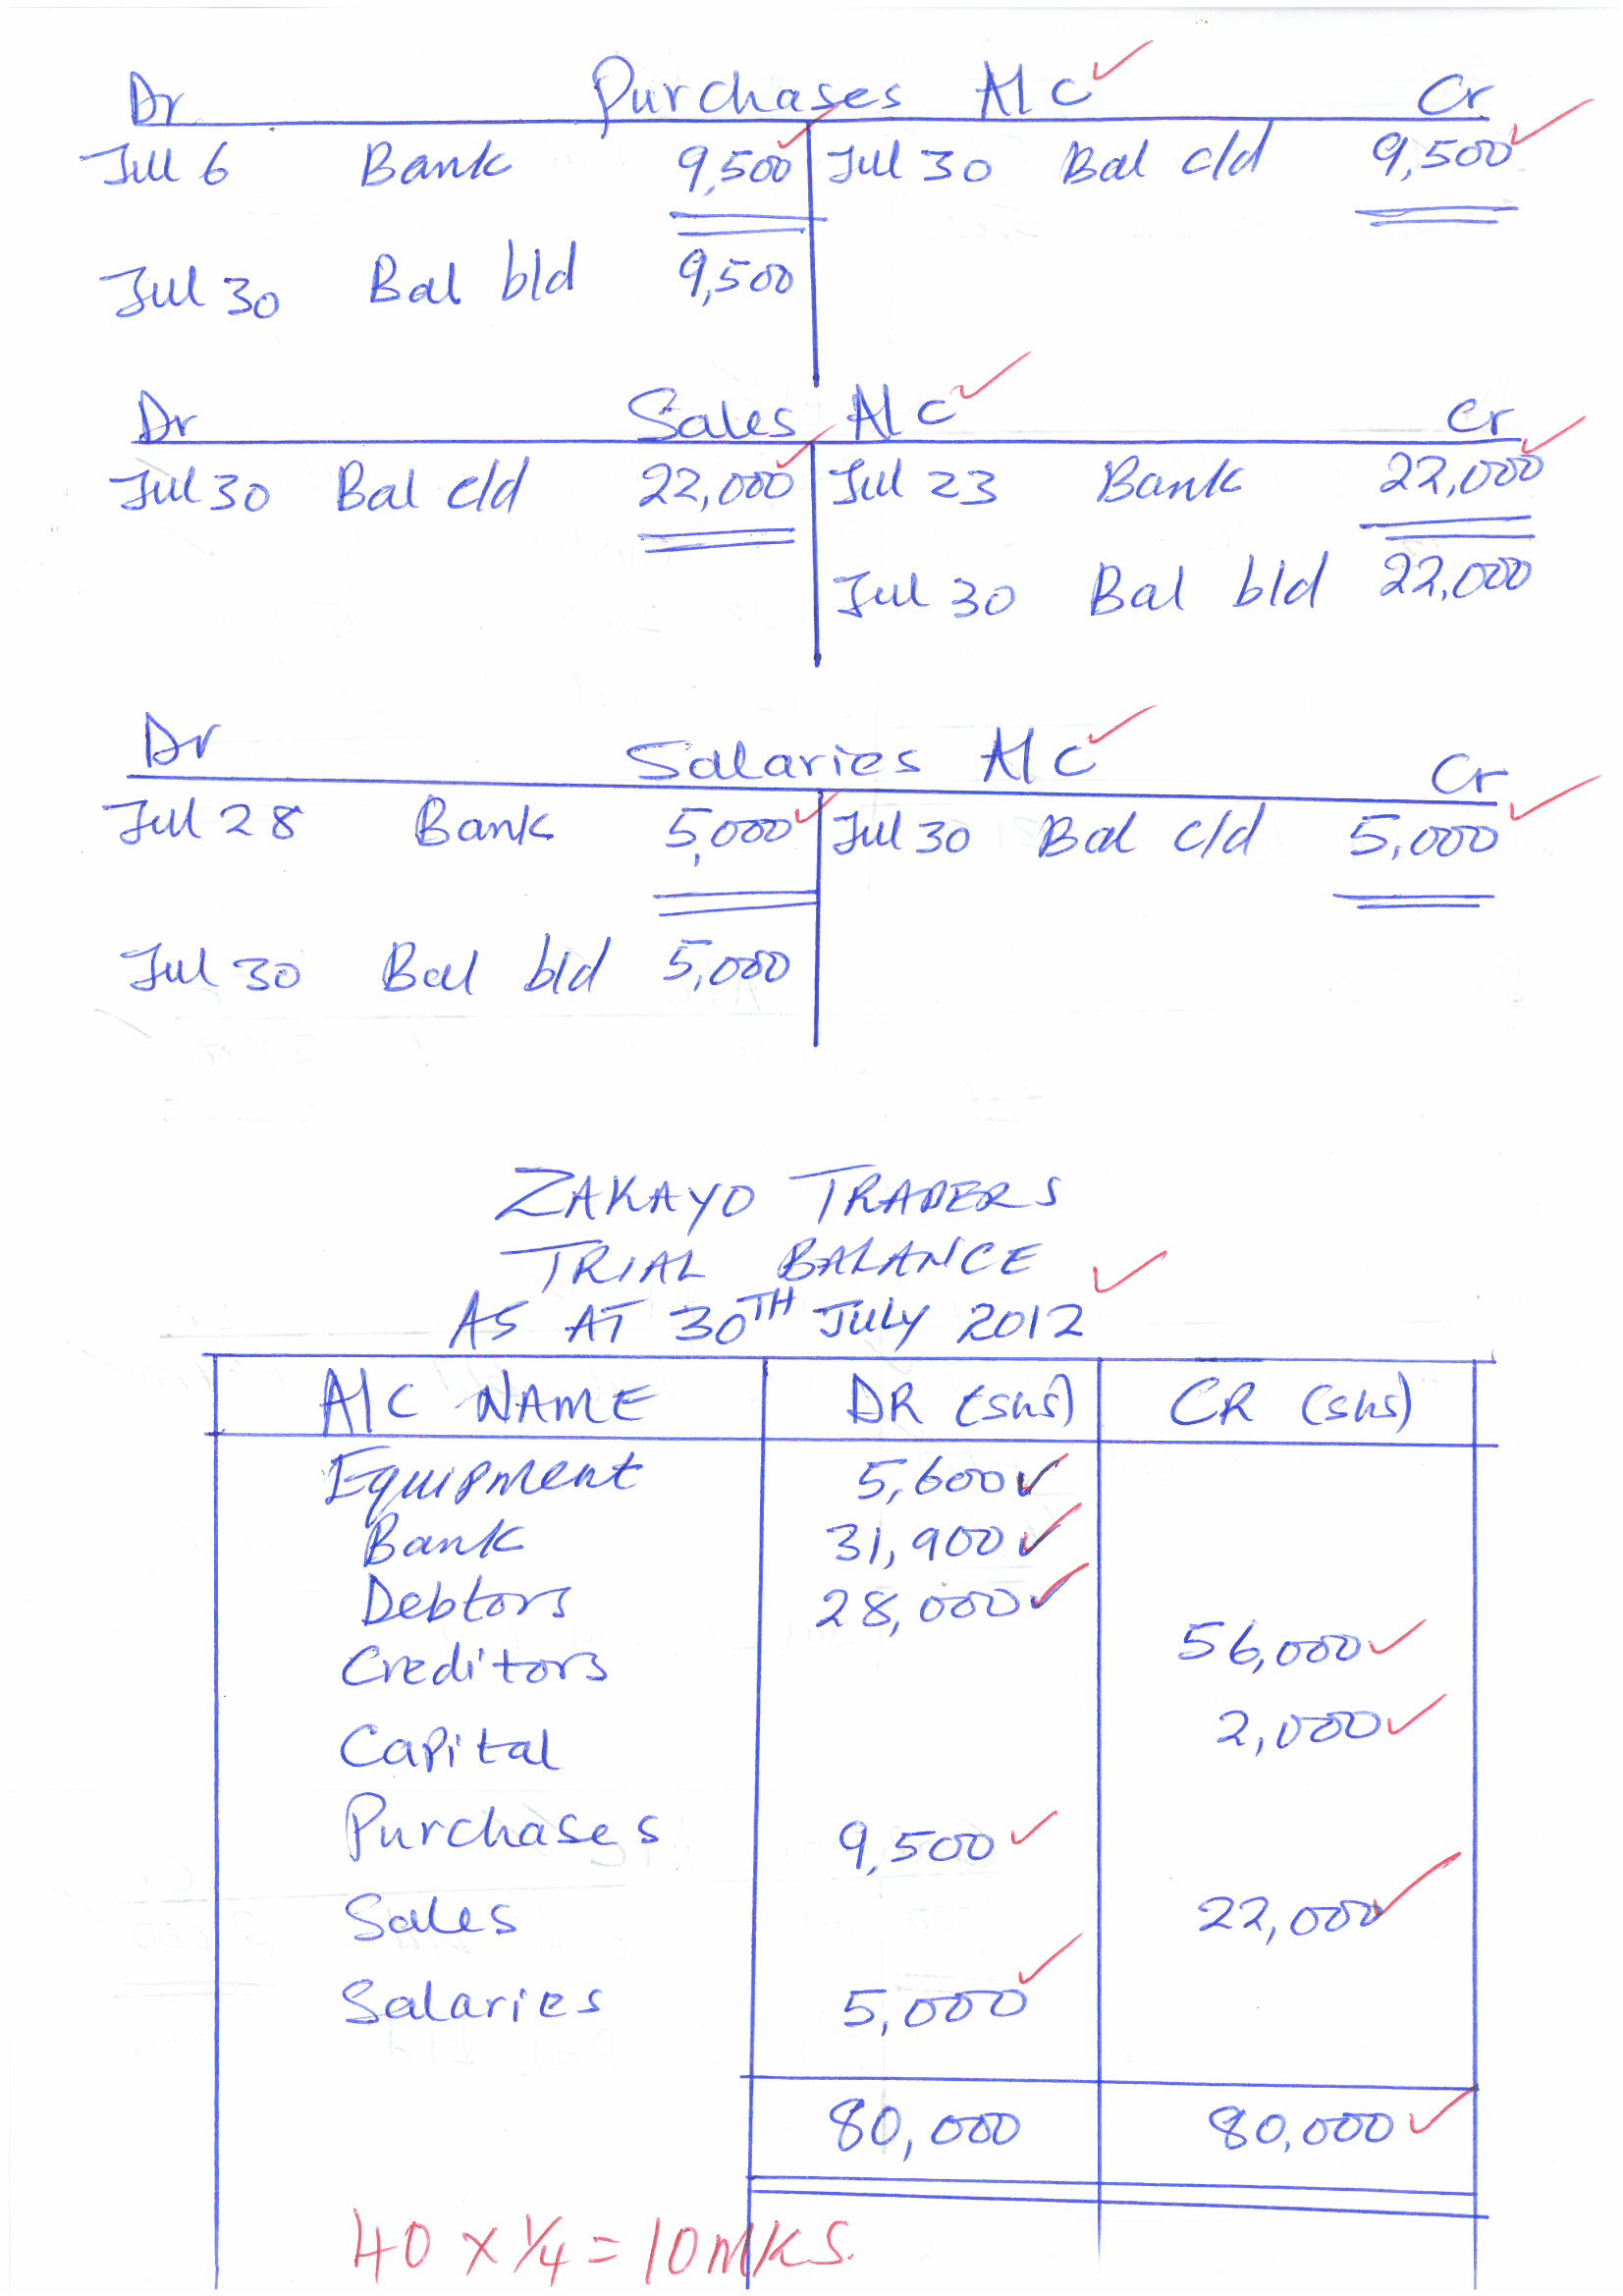 Dr Purchases A/c Cr
Jul 6 Bank 9,500 Jul 30 Bal c/d 9,500
Jul 30 Bal b/d 9,500
Dr Sales A/c Cr
Jul 30 Bal c/d 22,000 Jul 23 Bank 22,000
Jul 30 Bal b/d 22,000
Dr Salaries A/c Cr
Jul 28 Bank 5,000 Jul 30 Bal c/d 5,000
Jul 30 Bal b/d 5,000
ZAKAYO TRADERS
TRIAL BALANCE
AS AT 30TH JULY 2012
A/C NAME DR (shs) CR (shs)
Equipment 5,600
Bank 31,900
Debtors 28,000
Creditors 56,000
Capital 2,000
Purchases 9,500
Sales 22,000
Salaries 5,000
80,000 80,000
40 x 1/4 = 10 MKS.